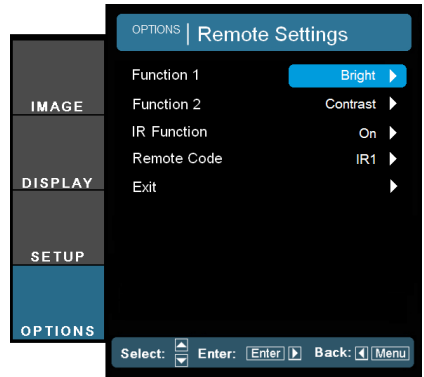 OPTIONS | Remote Settings
Function 1 Bright
Function 2 Contrast
IR Function On
Remote Code IR1
Exit
IMAGE
DISPLAY
SETUP
OPTIONS
Select: Enter: Enter Back: Menu